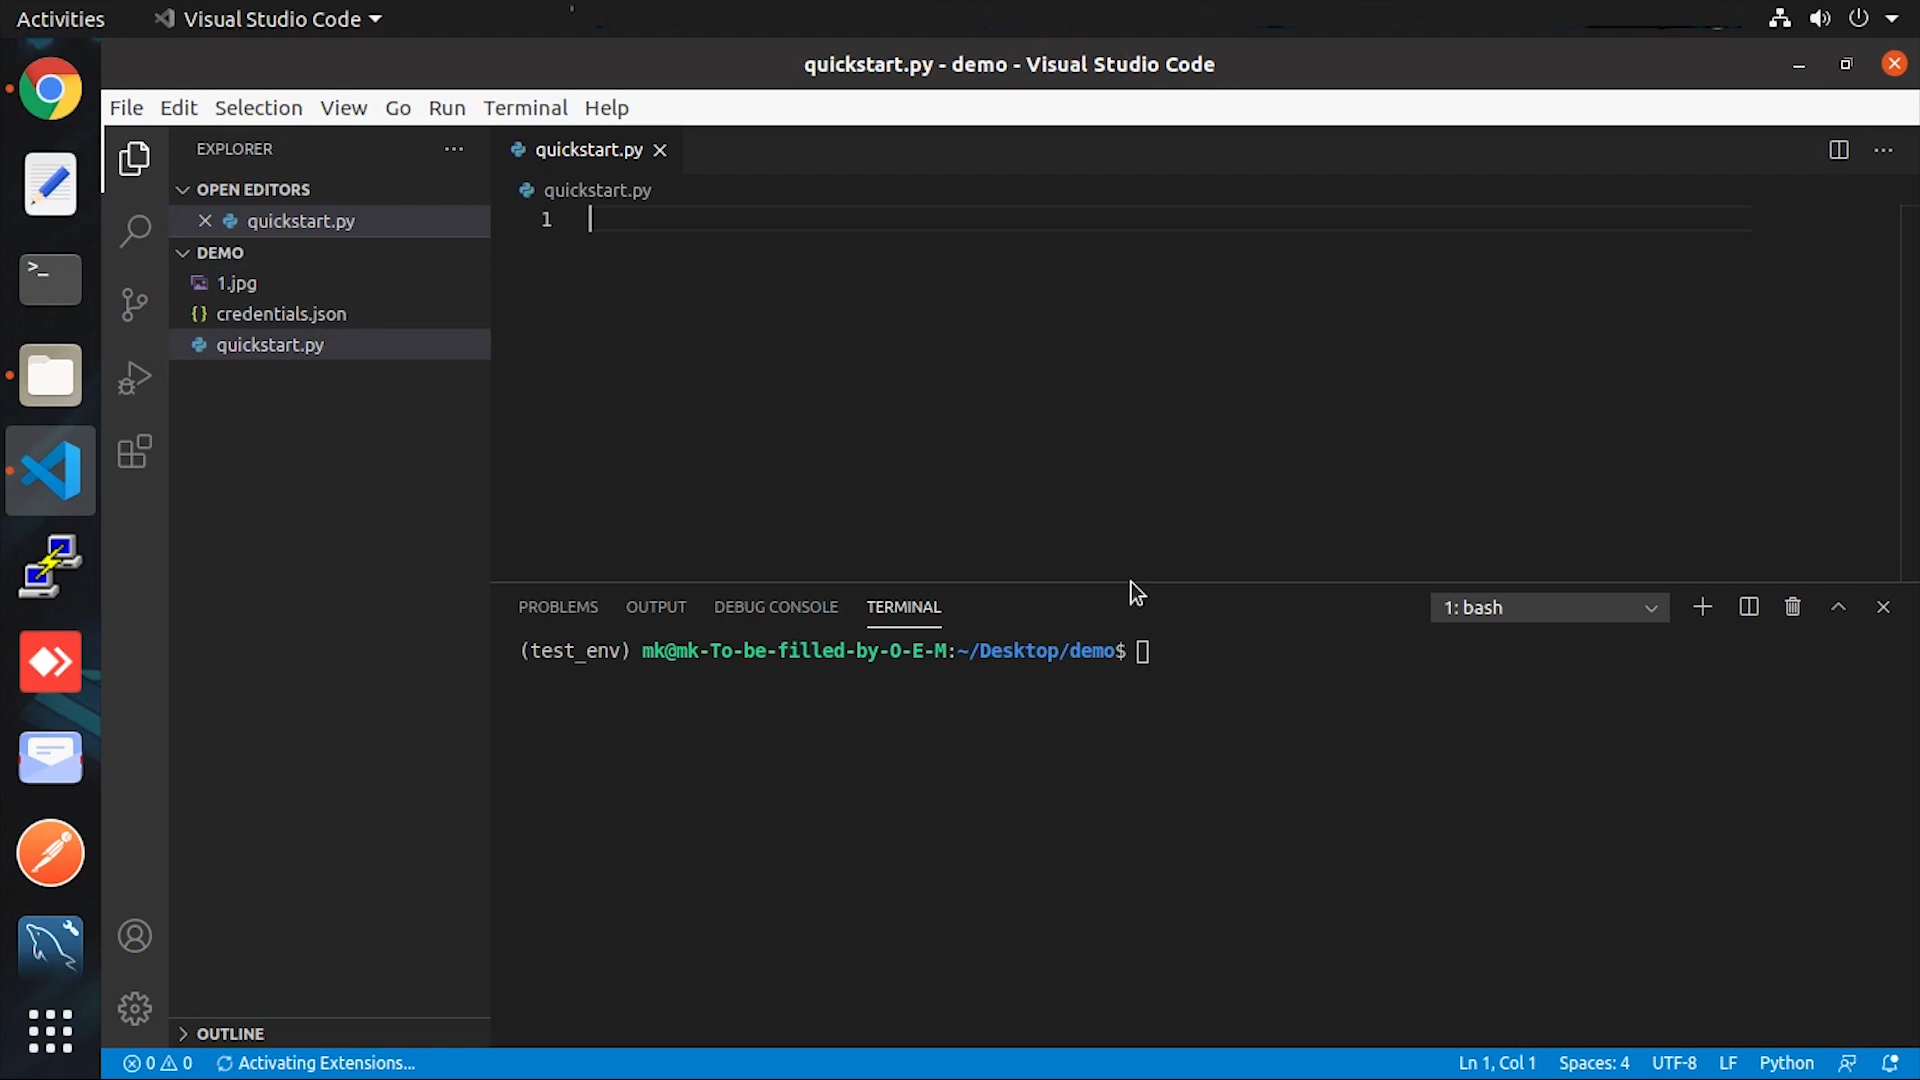 Activities
Visual Studio Code
quickstart.py - demo - Visual Studio Code
File Edit Selection View Go Run Terminal Help
EXPLORER
OPEN EDITORS
quickstart.py
DEMO
1.jpg
{} credentials.json
quickstart.py
OUTLINE
quickstart.py
quickstart.py
1
PROBLEMS OUTPUT DEBUG CONSOLE TERMINAL
1: bash
(test_env) mk@mk-To-be-filled-by-O-E-M:~/Desktop/demo$
0 0 Activating Extensions...
Ln 1, Col 1 Spaces: 4 UTF-8 LF Python